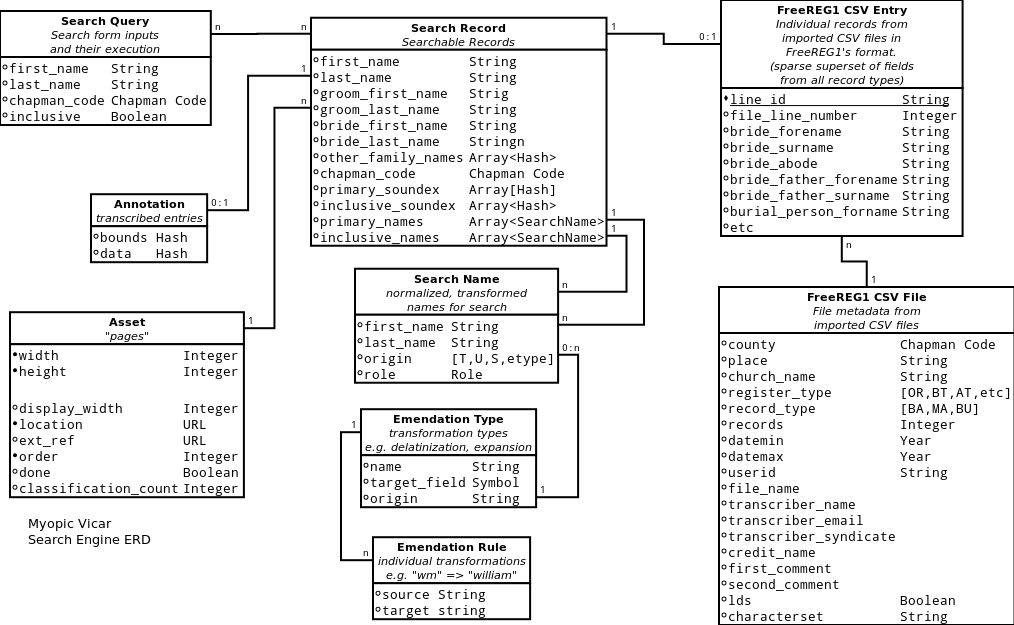 Search Query
Search form inputs
and their execution
first_name String
last_name String
chapman_code Chapman Code
inclusive Boolean
n
n
Search Record
Searchable Records
first_name String
last_name String
groom_first_name Strig
groom_last_name String
bride_first_name String
bride_last_name Stringn
other_family_names Array<Hash>
chapman_code Chapman Code
primary_soundex Array[Hash]
inclusive_soundex Array<Hash>
primary_names Array<SearchName>
inclusive_names Array<SearchName>
1
0:1
1
n
1
1
FreeREG1 CSV Entry
Individual records from
imported CSV files in
FreeREG1's format.
(sparse superset of fields
from all record types)
line_id String
file_line_number Integer
bride_forename String
bride_surname String
bride_abode String
bride_father_forename String
bride_father_surname String
burial_person_forname String
etc
n
1
Annotation
transcribed entries
bounds Hash
data Hash
0:1
Search Name
normalized, transformed
names for search
first_name String
last_name String
origin [T,U,S,etype]
role Role
n
n
0:n
FreeREG1 CSV File
File metadata from
imported CSV files
county Chapman Code
place String
church_name String
register_type [OR,BT,AT,etc]
record_type [BA,MA,BU]
records Integer
datemin Year
datemax Year
userid String
file_name
transcriber_name
transcriber_email
transcriber_syndicate
credit_name
first_comment
second_comment
lds Boolean
characterset String
Asset
"pages"
width Integer
height Integer
display_width Integer
location URL
ext_ref URL
order Integer
done Boolean
classification_count Integer
1
Emendation Type
transformation types
e.g. delatinization, expansion
name String
target_field Symbol
origin String
1
1
Emendation Rule
individual transformations
e.g. "wm" => "william"
source String
target string
n
Myopic Vicar
Search Engine ERD